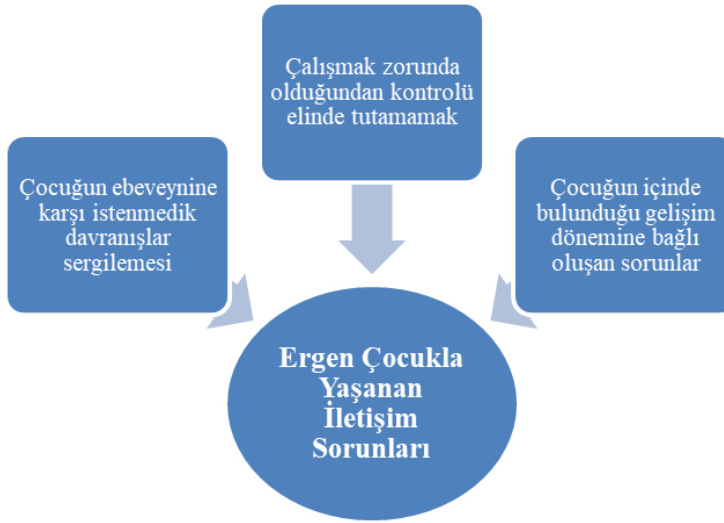 Çalışmak zorunda
olduğundan kontrolü
elinde tutamamak
Çocuğun ebeveynine
karşı istenmedik
davranışlar
sergilemesi
Çocuğun içinde
bulunduğu gelişim
dönemine bağlı
oluşan sorunlar
Ergen Çocukla
Yaşanan
İletişim
Sorunları